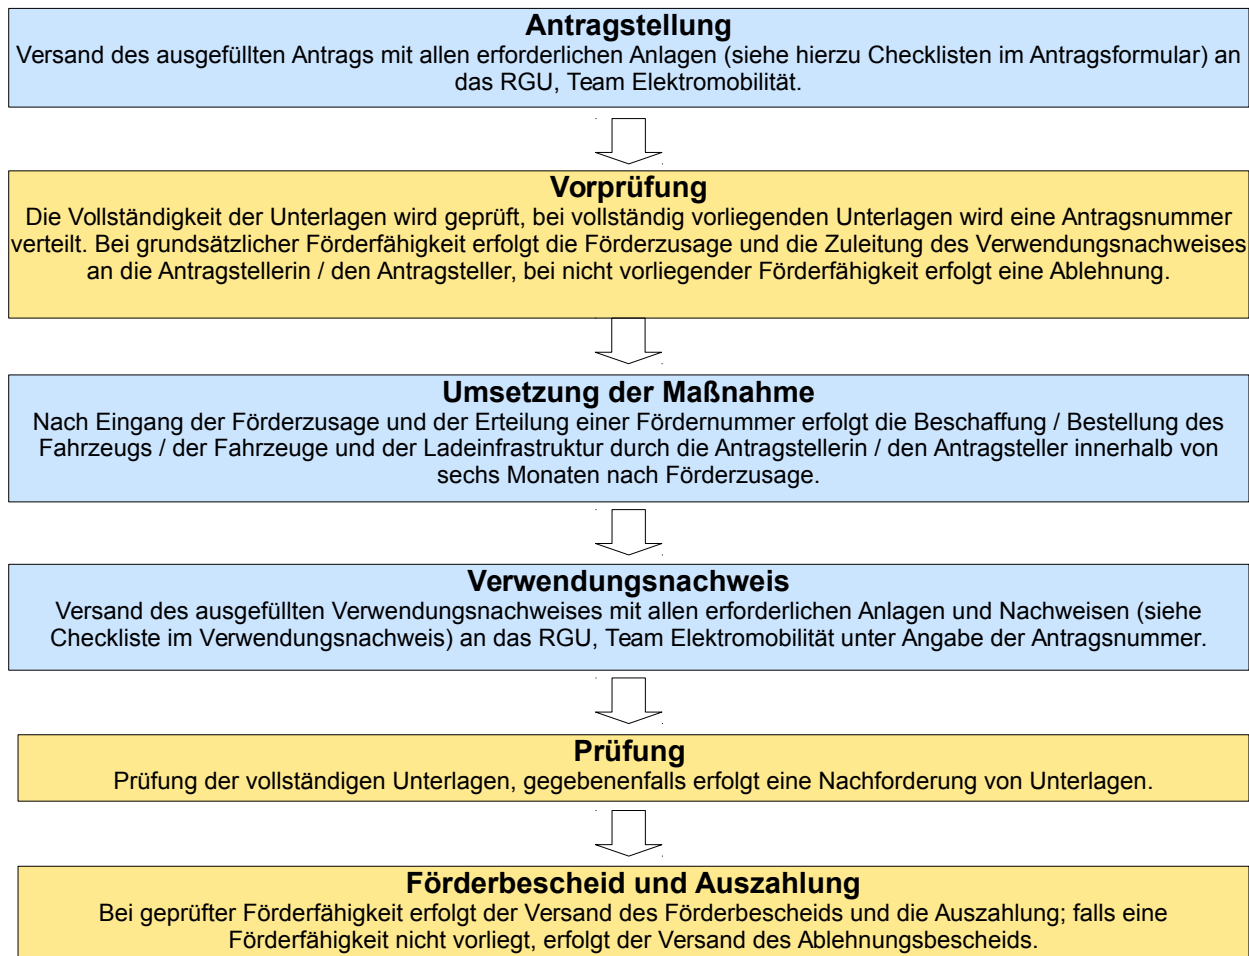 Antragstellung
Versand des ausgefüllten Antrags mit allen erforderlichen Anlagen (siehe hierzu Checklisten im Antragsformular) an
das RGU, Team Elektromobilität.
Vorprüfung
Die Vollständigkeit der Unterlagen wird geprüft, bei vollständig vorliegenden Unterlagen wird eine Antragsnummer
verteilt. Bei grundsätzlicher Förderfähigkeit erfolgt die Förderzusage und die Zuleitung des Verwendungsnachweises
an die Antragstellerin / den Antragsteller, bei nicht vorliegender Förderfähigkeit erfolgt eine Ablehnung.
Umsetzung der Maßnahme
Nach Eingang der Förderzusage und der Erteilung einer Fördernummer erfolgt die Beschaffung / Bestellung des
Fahrzeugs / der Fahrzeuge und der Ladeinfrastruktur durch die Antragstellerin / den Antragsteller innerhalb von
sechs Monaten nach Förderzusage.
Verwendungsnachweis
Versand des ausgefüllten Verwendungsnachweises mit allen erforderlichen Anlagen und Nachweisen (siehe
Checkliste im Verwendungsnachweis) an das RGU, Team Elektromobilität unter Angabe der Antragsnummer.
Prüfung
Prüfung der vollständigen Unterlagen, gegebenenfalls erfolgt eine Nachforderung von Unterlagen.
Förderbescheid und Auszahlung
Bei geprüfter Förderfähigkeit erfolgt der Versand des Förderbescheids und die Auszahlung; falls eine
Förderfähigkeit nicht vorliegt, erfolgt der Versand des Ablehnungsbescheids.